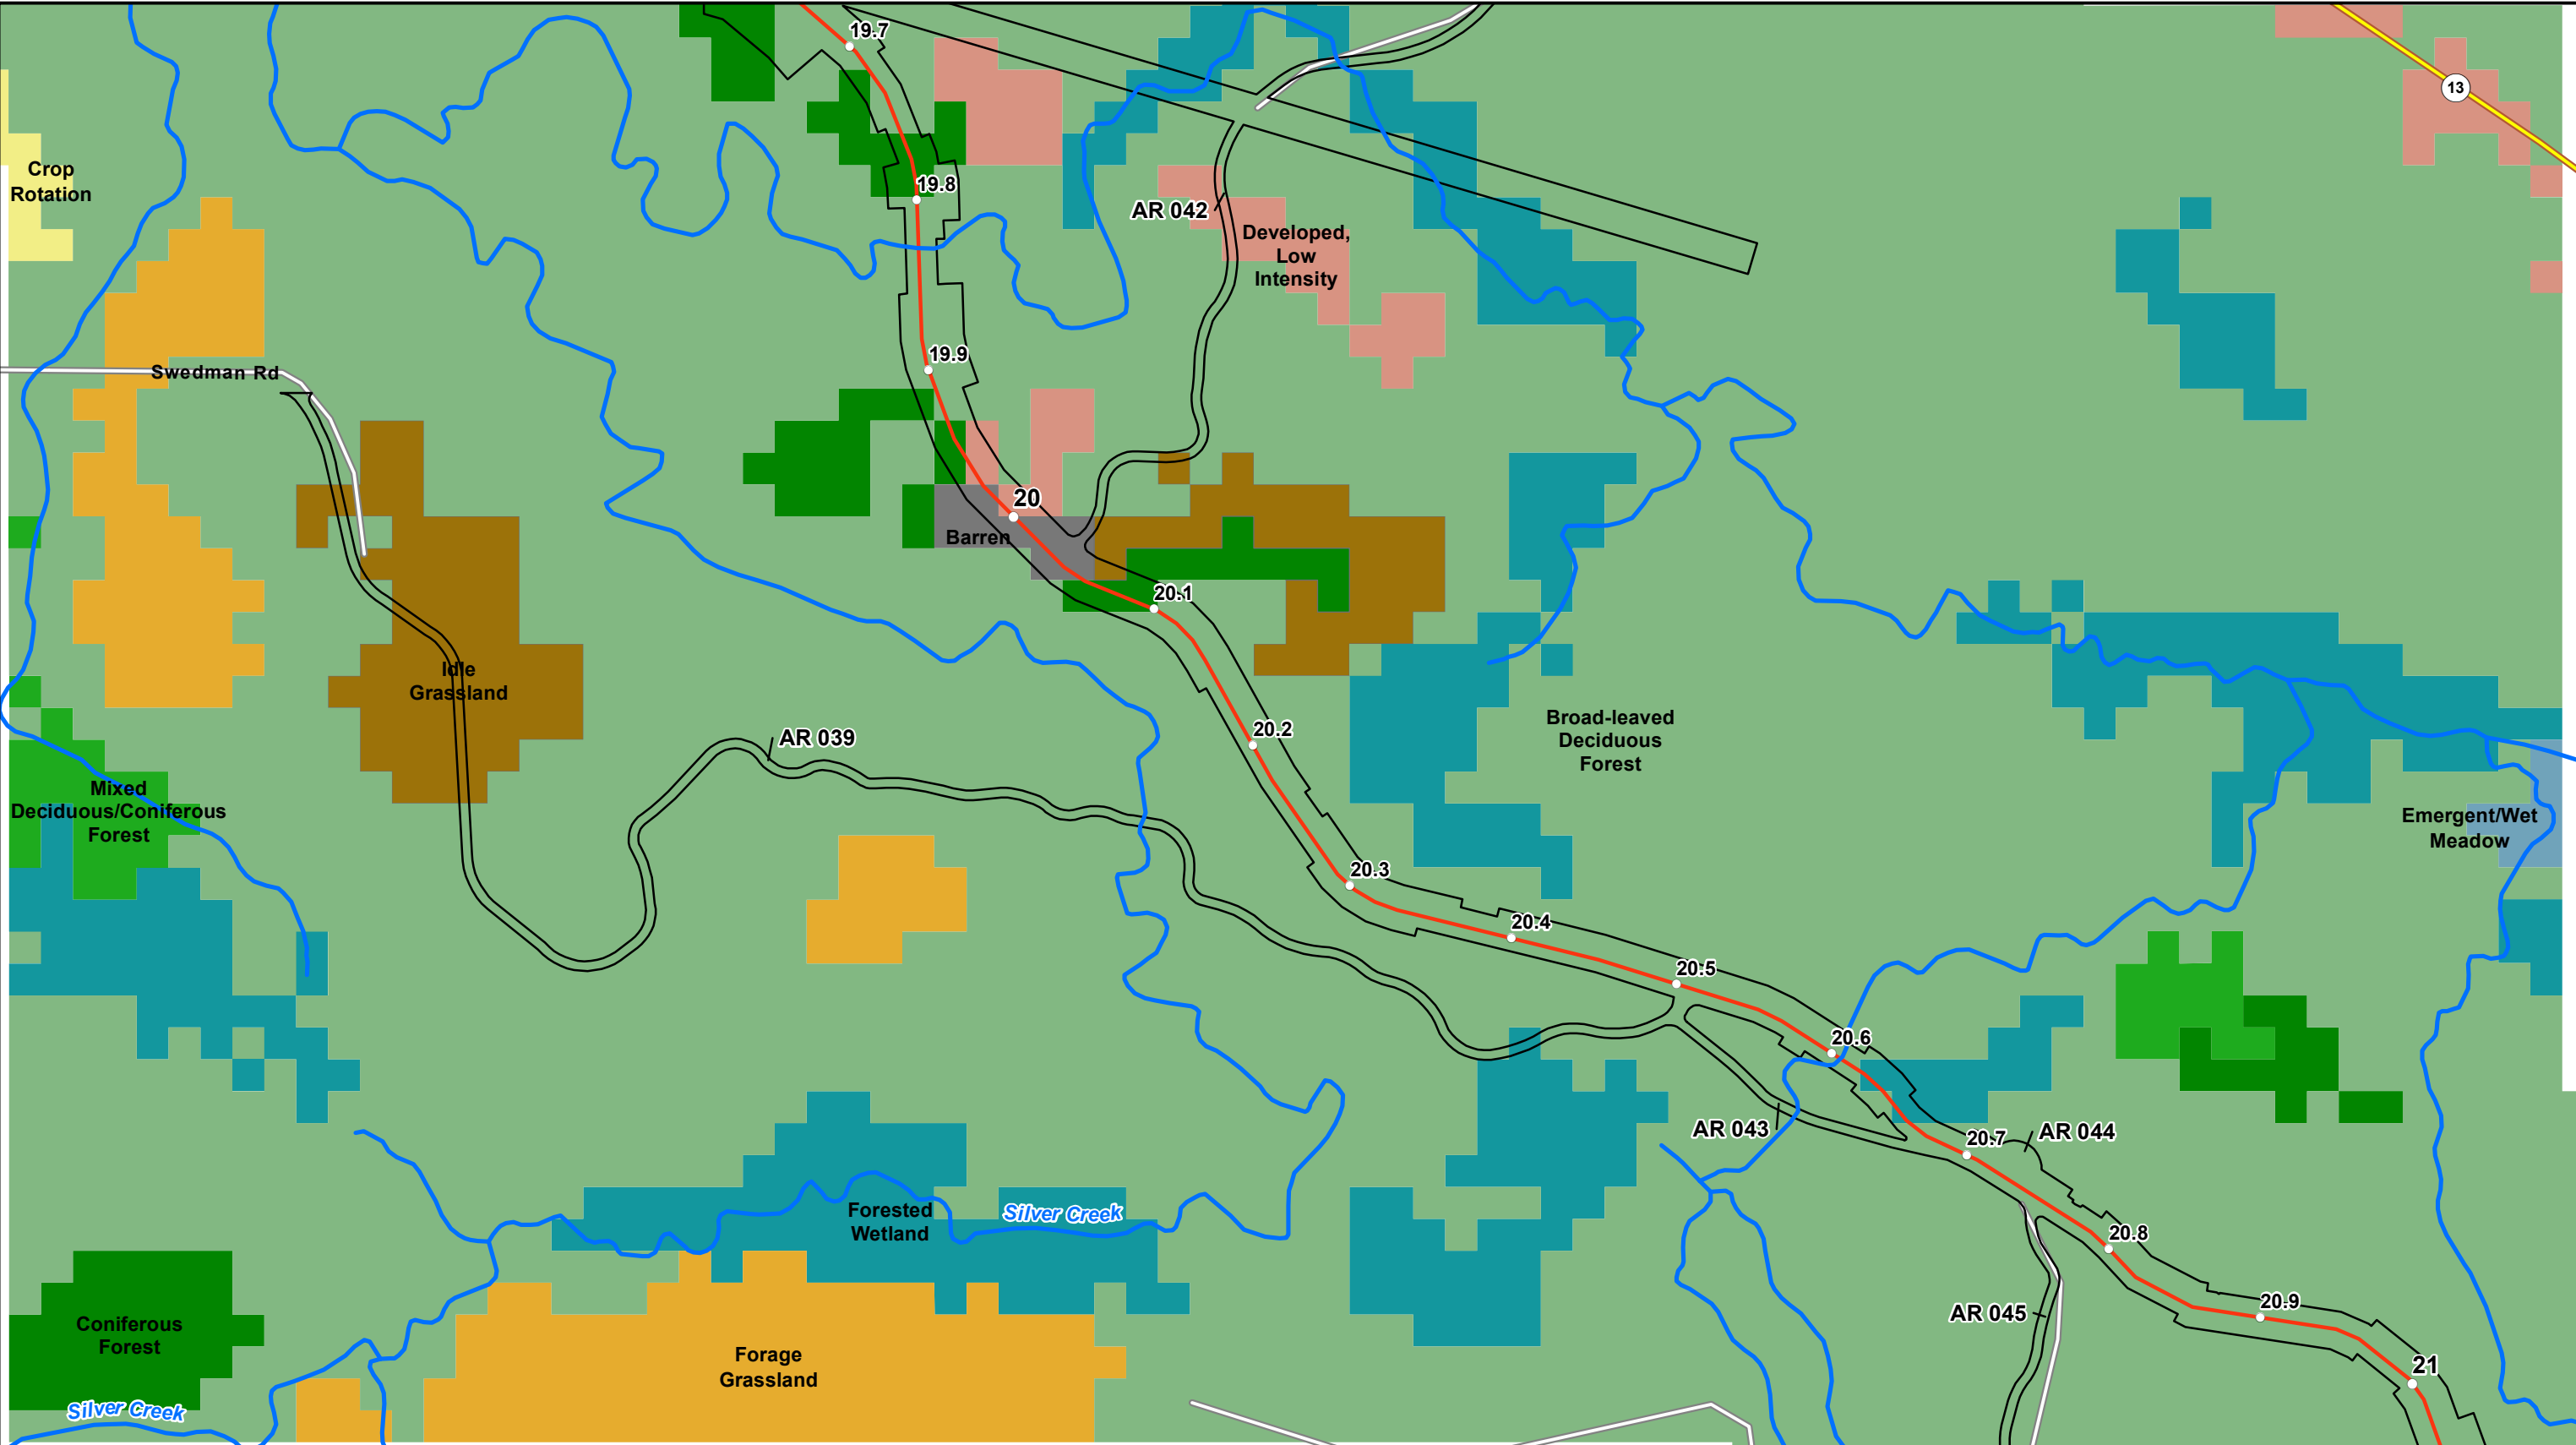 19.7
13
Crop
Rotation
19.8
AR 042
Developed,
Low
Intensity
19.9
Swedman Rd
20
Barren
20.1
Idle
Grassland
AR 039
20.2
Broad-leaved
Deciduous
Forest
Mixed
Deciduous/Coniferous
Forest
Emergent/Wet
Meadow
20.3
20.4
20.5
20.6
AR 043
20.7
AR 044
Forested
Wetland
Silver Creek
20.8
AR 045
20.9
Coniferous
Forest
Forage
Grassland
21
Silver Creek